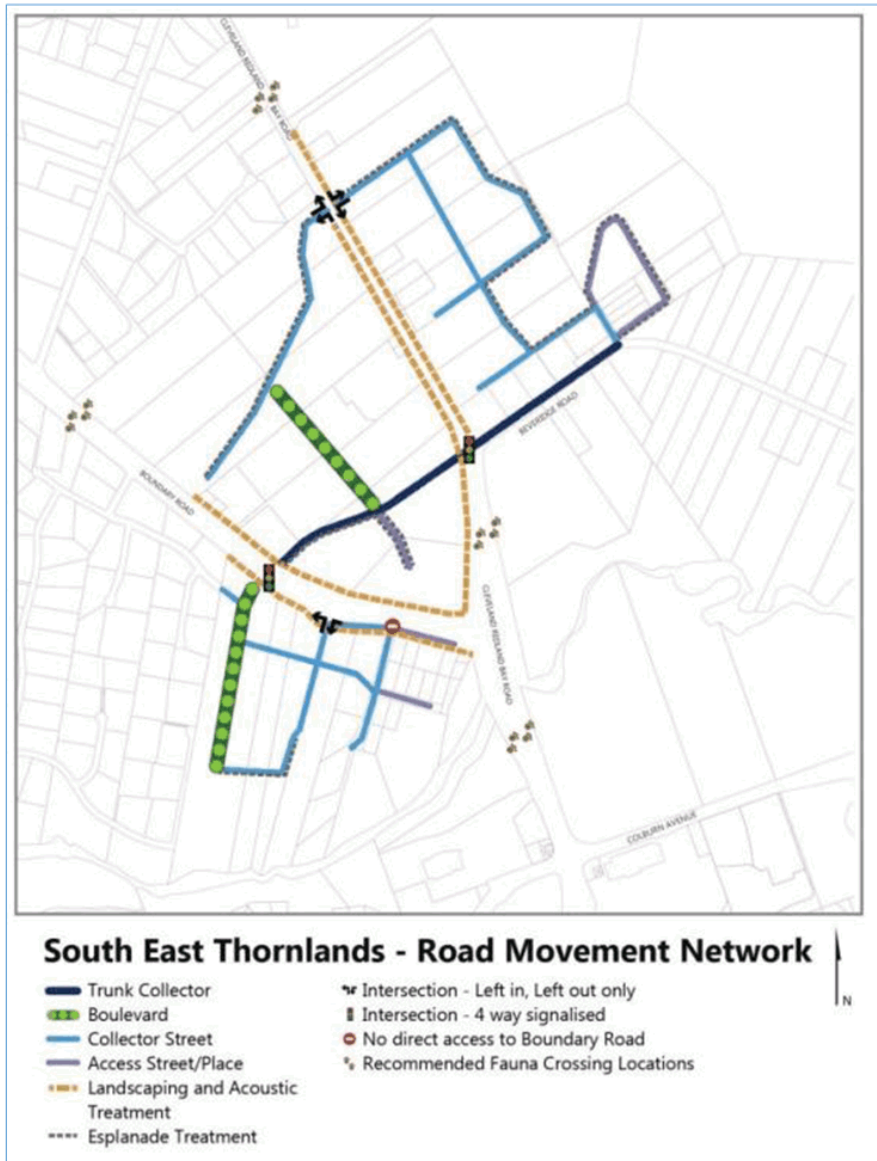 CLEVELAND REDLAND
BAY ROAD
BEVERIDGE ROAD
BOUNDARY ROAD
CLEVELAND REDLAND BAY ROAD
COLBURN AVENUE
South East Thornlands - Road Movement Network
N
Trunk Collector
Boulevard
Collector Street
Access Street/Place
Landscaping and Acoustic
Treatment
Esplanade Treatment
Intersection - Left in, Left out only
Intersection - 4 way signalised
No direct access to Boundary Road
Recommended Fauna Crossing Locations